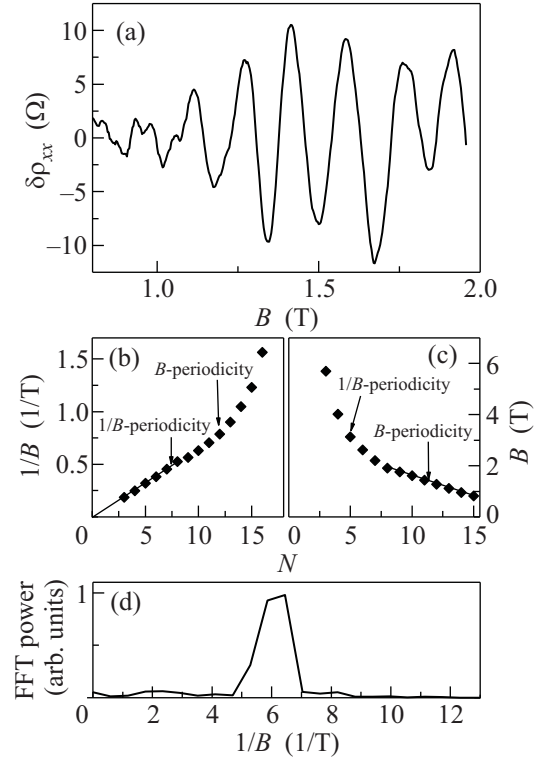 (a)
10
5
0
–5
–10
δρxx (Ω)
1.0 1.5 2.0
B (T)
(b)
1.5
1.0
0.5
1/B (1/T)
B-periodicity
1/B-periodicity
0 5 10 15
(c)
6
4
2
0
B (T)
1/B-periodicity
B-periodicity
0 5 10 15
N
(d)
1
FFT power
(arb. units)
0 2 4 6 8 10 12
1/B (1/T)